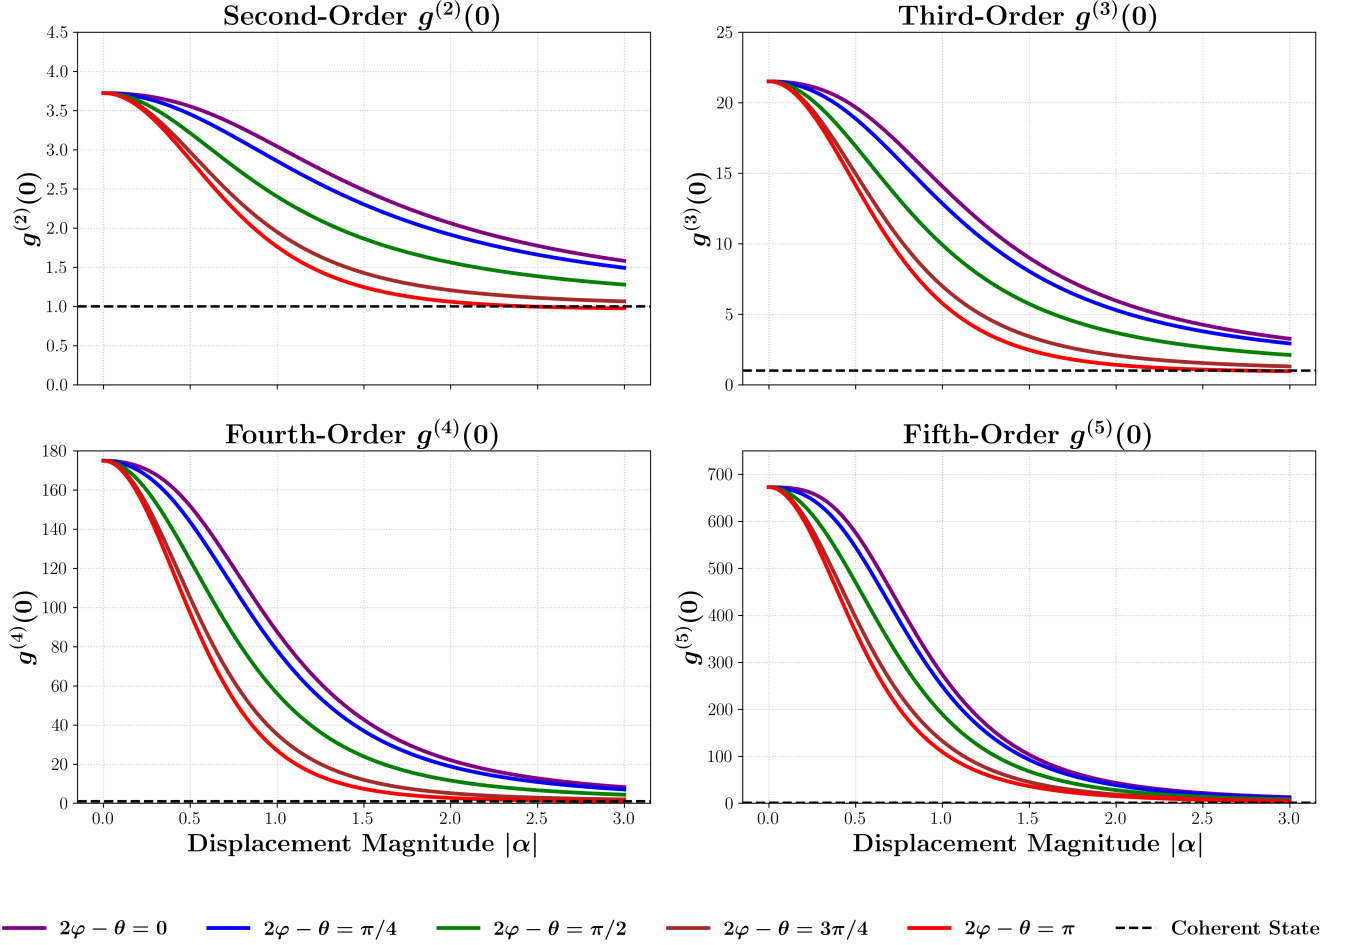 Second-Order g^(2)(0)
4.5
4.0
3.5
3.0
2.5
2.0
1.5
1.0
0.5
0.0
g^(2)(0)
Third-Order g^(3)(0)
25
20
15
10
5
0
g^(3)(0)
Fourth-Order g^(4)(0)
180
160
140
120
100
80
60
40
20
0
g^(4)(0)
0.0 0.5 1.0 1.5 2.0 2.5 3.0
Displacement Magnitude |α|
Fifth-Order g^(5)(0)
700
600
500
400
300
200
100
0
g^(5)(0)
0.0 0.5 1.0 1.5 2.0 2.5 3.0
Displacement Magnitude |α|
2φ − θ = 0 2φ − θ = π/4 2φ − θ = π/2 2φ − θ = 3π/4 2φ − θ = π Coherent State